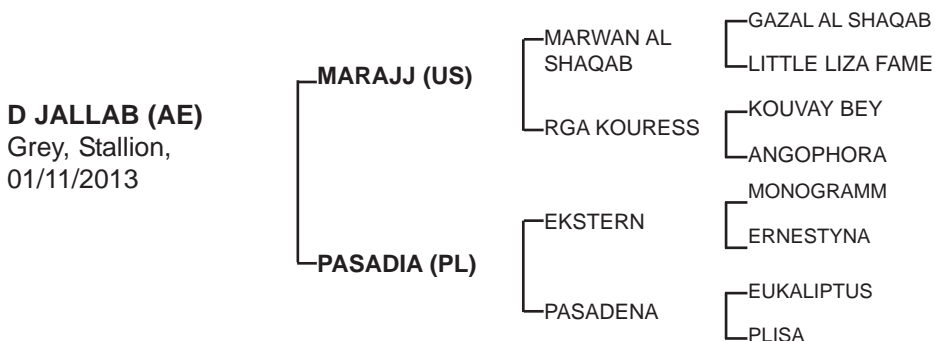 D JALLAB (AE)
Grey, Stallion,
01/11/2013
MARAJJ (US)
PASADIA (PL)
MARWAN AL
SHAQAB
RGA KOURESS
EKSTERN
PASADENA
GAZAL AL SHAQAB
LITTLE LIZA FAME
KOUVAY BEY
ANGOPHORA
MONOGRAMM
ERNESTYNA
EUKALIPTUS
PLISA